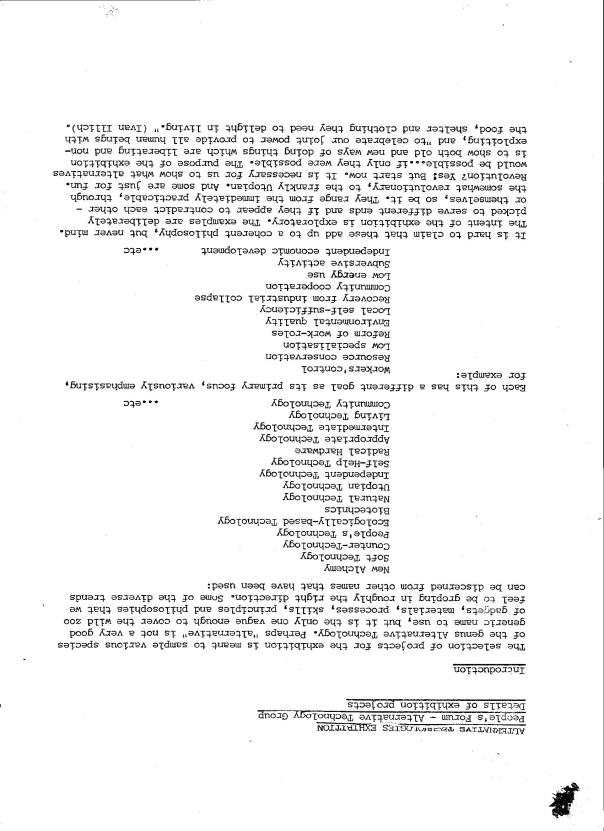 ALTERNATIVE TECHNOLOGIES EXHIBITION
People's Forum - Alternative Technology Group
Details of exhibition projects
Introduction
The selection of projects for the exhibition is meant to sample various species
of the genus Alternative Technology. Perhaps "alternative" is not a very good
generic name to use, but it is the only one vague enough to cover the wild zoo
of gadgets, materials, processes, skills, principles and philosophies that we
feel to be groping in roughly the right direction. Some of the diverse trends
can be discerned from other names that have been used:
New Alchemy
Soft Technology
Counter-Technology
People's Technology
Ecologically-based Technology
Biotechnics
Natural Technology
Utopian Technology
Independent Technology
Self-Help Technology
Radical Hardware
Appropriate Technology
Intermediate Technology
Living Technology
Community Technology ...etc
Each of this has a different goal as its primary focus, variously emphasising,
for example:
Workers'control
Resource conservation
Low specialisation
Reform of work-roles
Environmental quality
Local self-sufficiency
Recovery from industrial collapse
Community cooperation
Low energy use
Subversive activity
Independent economic development ...etc
It is hard to claim that these add up to a coherent philosophy, but never mind.
The intent of the exhibition is exploratory. The examples are deliberately
picked to serve different ends and if they appear to contradict each other -
or themselves, so be it. They range from the immediately practicable, through
the somewhat revolutionary, to the frankly Utopian. And some are just for fun.
Revolution? Yes: But start now. It is necessary for us to show what alternatives
would be possible...if only they were possible. The purpose of the exhibition
is to show both old and new ways of doing things which are liberating and non-
exploiting, and "to celebrate our joint power to provide all human beings with
the food, shelter and clothing they need to delight in living." (Ivan Illich).